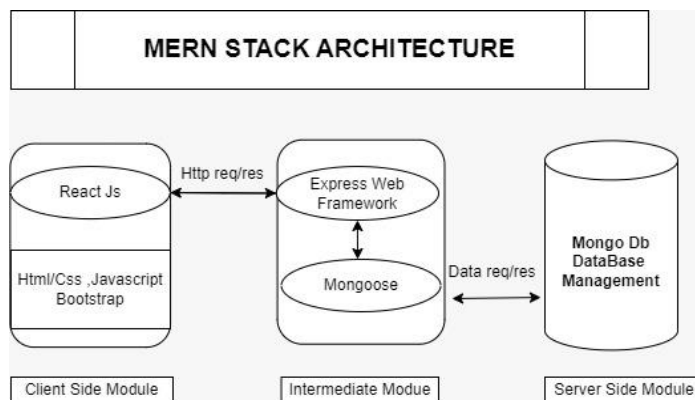 MERN STACK ARCHITECTURE
React Js
Html/Css ,Javascript
Bootstrap
Http req/res
Express Web
Framework
Mongoose
Data req/res
Mongo Db
DataBase
Management
Client Side Module
Intermediate Modue
Server Side Module